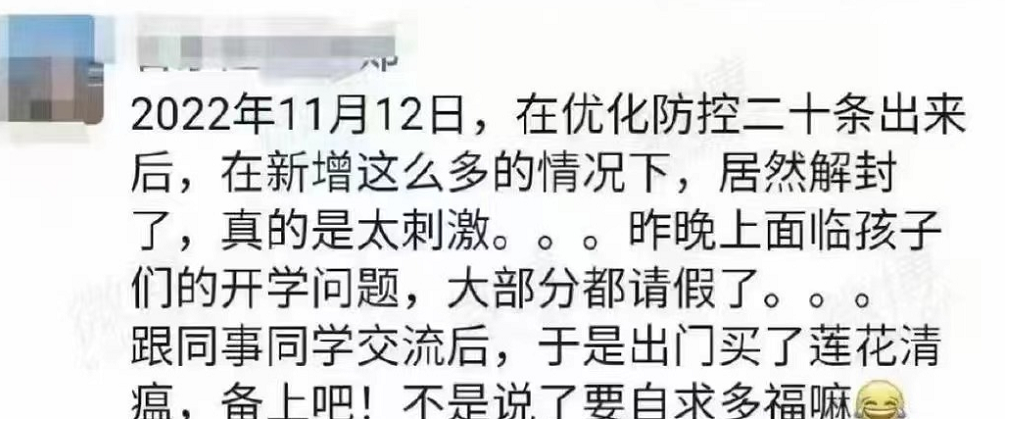 2022年11月12日，在优化防控二十条出来
后，在新增这么多的情况下，居然解封
了，真的是太刺激。。。昨晚上面临孩子
们的开学问题，大部分都请假了。。。
跟同事同学交流后，于是出门买了莲花清
瘟，备上吧！不是说了要自求多福嘛😂